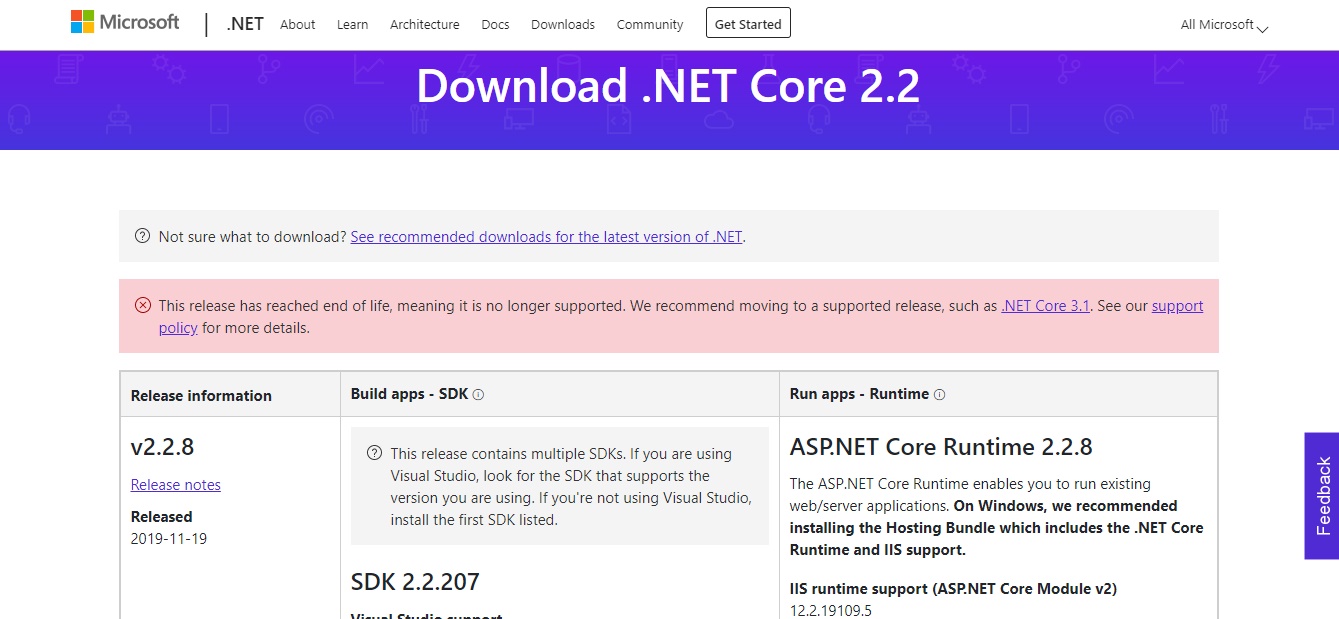 Microsoft
.NET
About
Learn
Architecture
Docs
Downloads
Community
Get Started
All Microsoft
Download .NET Core 2.2
Not sure what to download? See recommended downloads for the latest version of .NET.
This release has reached end of life, meaning it is no longer supported. We recommend moving to a supported release, such as .NET Core 3.1. See our support
policy for more details.
Release information
Build apps - SDK
Run apps - Runtime
v2.2.8
Release notes
Released
2019-11-19
This release contains multiple SDKs. If you are using
Visual Studio, look for the SDK that supports the
version you are using. If you're not using Visual Studio,
install the first SDK listed.
SDK 2.2.207
Visual Studio support
ASP.NET Core Runtime 2.2.8
The ASP.NET Core Runtime enables you to run existing
web/server applications. On Windows, we recommended
installing the Hosting Bundle which includes the .NET Core
Runtime and IIS support.
IIS runtime support (ASP.NET Core Module v2)
12.2.19109.5
Feedback